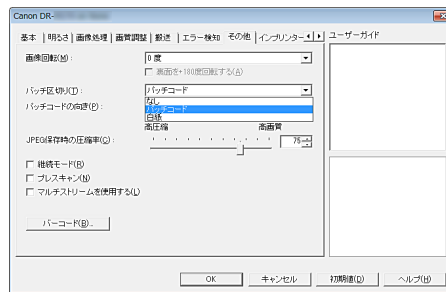 Canon DR-
基本 明るさ 画像処理 画質調整 搬送 エラー検知 その他 インプリンター
ユーザーガイド
画像回転(M):
0 度
裏面を+180度回転する(A)
バッチ区切り(T):
パッチコード
なし
パッチコード
白紙
パッチコードの向き(P):
高圧縮 高画質
JPEG保存時の圧縮率(C):
75
継続モード(R)
プレスキャン(N)
マルチストリームを使用する(L)
バーコード(B)...
OK キャンセル 初期値(D) ヘルプ(H)